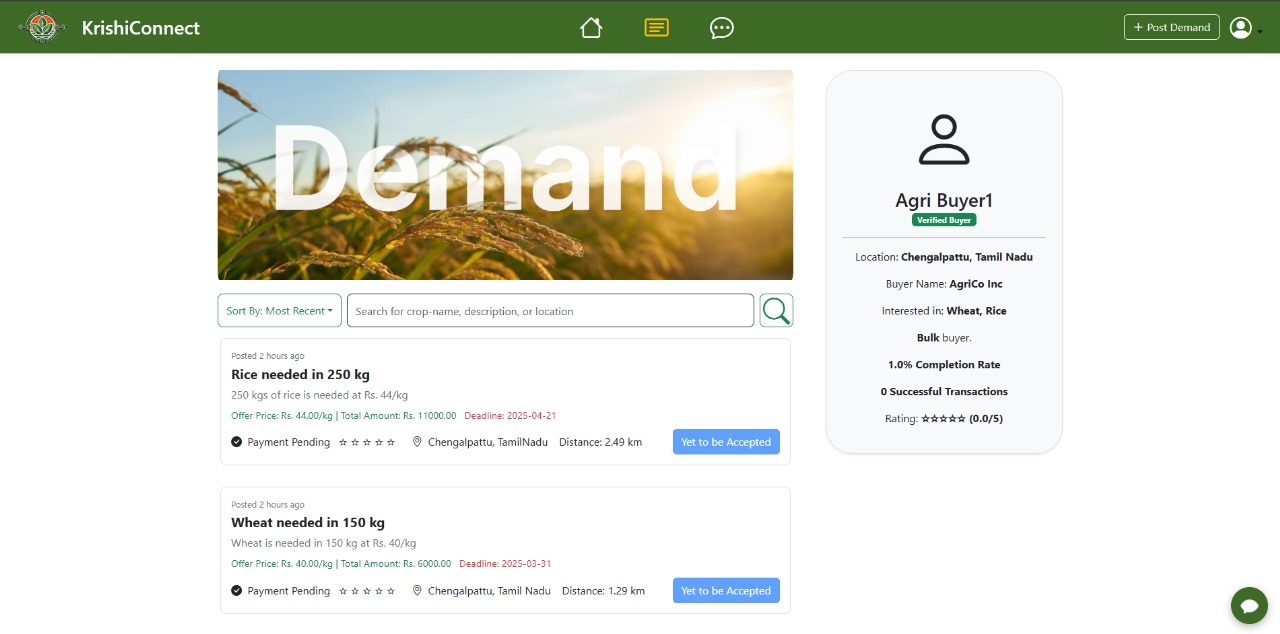 KrishiConnect
+ Post Demand
Demand
Sort By: Most Recent
Search for crop-name, description, or location
Posted 2 hours ago
Rice needed in 250 kg
250 kgs of rice is needed at Rs. 44/kg
Offer Price: Rs. 44.00/kg | Total Amount: Rs. 11000.00 Deadline: 2025-04-21
Payment Pending ☆ ☆ ☆ ☆ ☆ Chengalpattu, TamilNadu Distance: 2.49 km Yet to be Accepted
Posted 2 hours ago
Wheat needed in 150 kg
Wheat is needed in 150 kg at Rs. 40/kg
Offer Price: Rs. 40.00/kg | Total Amount: Rs. 6000.00 Deadline: 2025-03-31
Payment Pending ☆ ☆ ☆ ☆ ☆ Chengalpattu, Tamil Nadu Distance: 1.29 km Yet to be Accepted
Agri Buyer1
Verified Buyer
Location: Chengalpattu, Tamil Nadu
Buyer Name: AgriCo Inc
Interested in: Wheat, Rice
Bulk buyer.
1.0% Completion Rate
0 Successful Transactions
Rating: ☆☆☆☆☆ (0.0/5)